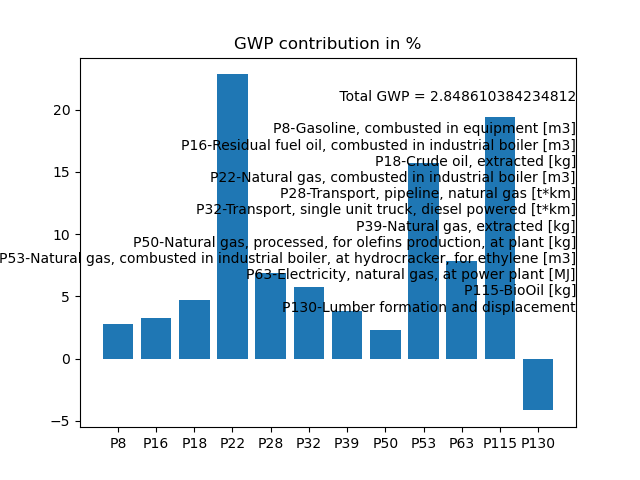 GWP contribution in %
Total GWP = 2.848610384234812
20
P8-Gasoline, combusted in equipment [m3]
P16-Residual fuel oil, combusted in industrial boiler [m3]
P18-Crude oil, extracted [kg]
15
P22-Natural gas, combusted in industrial boiler [m3]
P28-Transport, pipeline, natural gas [t*km]
P32-Transport, single unit truck, diesel powered [t*km]
P39-Natural gas, extracted [kg]
10
P50-Natural gas, processed, for olefins production, at plant [kg]
P53-Natural gas, combusted in industrial boiler, at hydrocracker, for ethylene [m3]
P63-Electricity, natural gas, at power plant [MJ]
P115-BioOil [kg]
5
P130-Lumber formation and displacement
0
−5
P8 P16 P18 P22 P28 P32 P39 P50 P53 P63 P115 P130